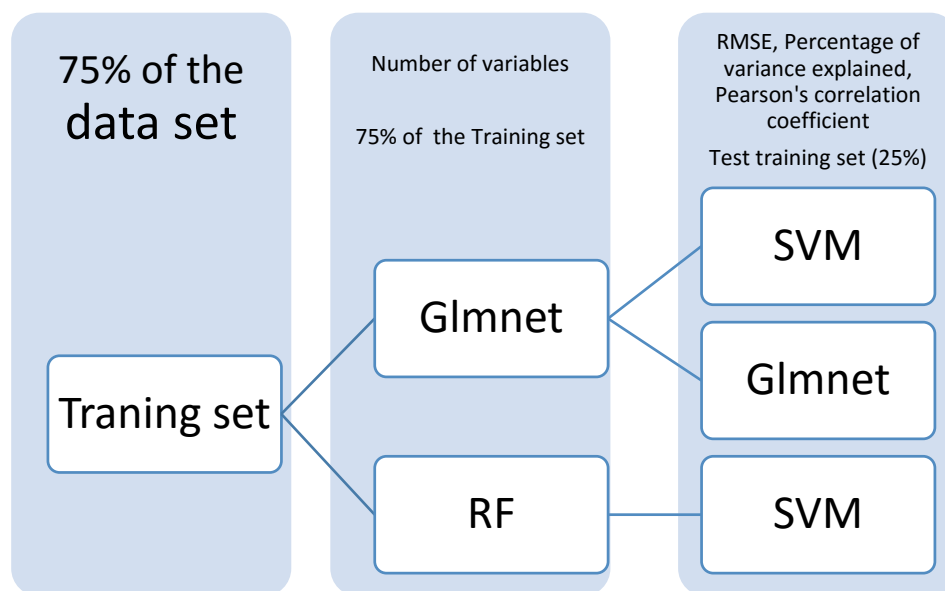 75% of the
data set
Traning set
Number of variables
75% of  the Training set
Glmnet
RF
RMSE, Percentage of
variance explained,
Pearson's correlation
coefficient
Test training set (25%)
SVM
Glmnet
SVM